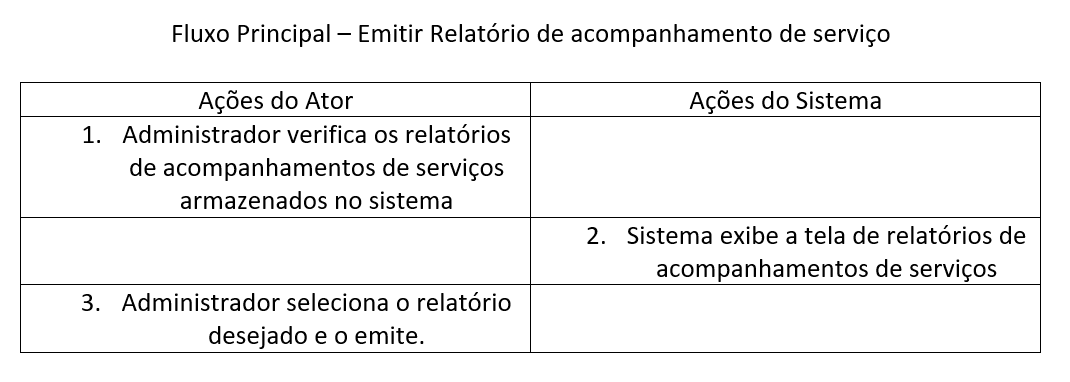 Fluxo Principal – Emitir Relatório de acompanhamento de serviço
Ações do Ator
Ações do Sistema
1. Administrador verifica os relatórios
de acompanhamentos de serviços
armazenados no sistema
2. Sistema exibe a tela de relatórios de
acompanhamentos de serviços
3. Administrador seleciona o relatório
desejado e o emite.